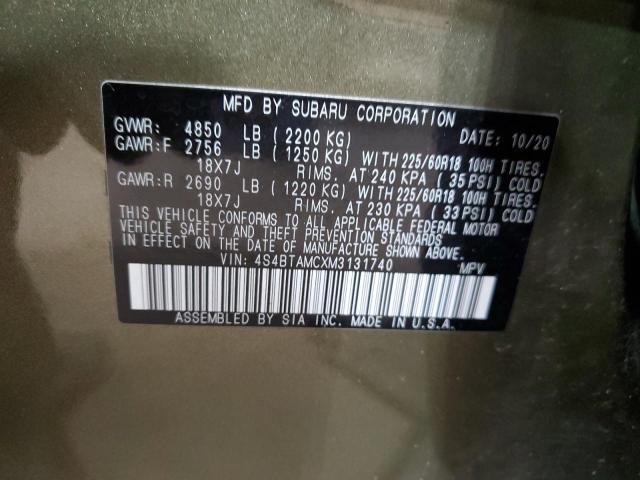 MFD BY SUBARU CORPORATION
GVWR: 4850 LB (2200 KG) DATE: 10/20
GAWR:F 2756 LB (1250 KG) WITH 225/60R18 100H TIRES.
18X7J RIMS. AT 240 KPA (35 PSI) COLD
GAWR:R 2690 LB (1220 KG) WITH 225/60R18 100H TIRES.
18X7J RIMS. AT 230 KPA (33 PSI) COLD
THIS VEHICLE CONFORMS TO ALL APPLICABLE FEDERAL MOTOR
VEHICLE SAFETY AND THEFT PREVENTION STANDARDS
IN EFFECT ON THE DATE OF MANUFACTURE SHOWN ABOVE.
VIN: 4S4BTAMCXM3131740 MPV
ASSEMBLED BY SIA INC. MADE IN U.S.A.